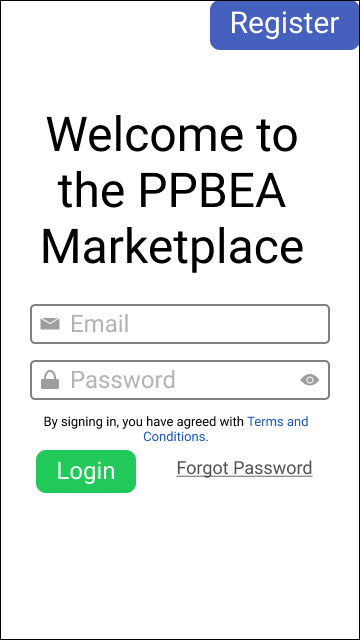 Register
Welcome to
the PPBEA
Marketplace
Email
Password
By signing in, you have agreed with Terms and
Conditions.
Login
Forgot Password